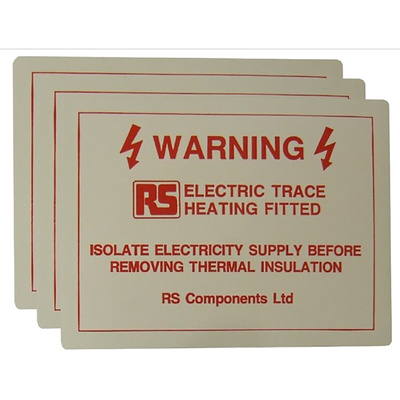 WARNING
RS ELECTRIC TRACE
HEATING FITTED
ISOLATE ELECTRICITY SUPPLY BEFORE
REMOVING THERMAL INSULATION
RS Components Ltd